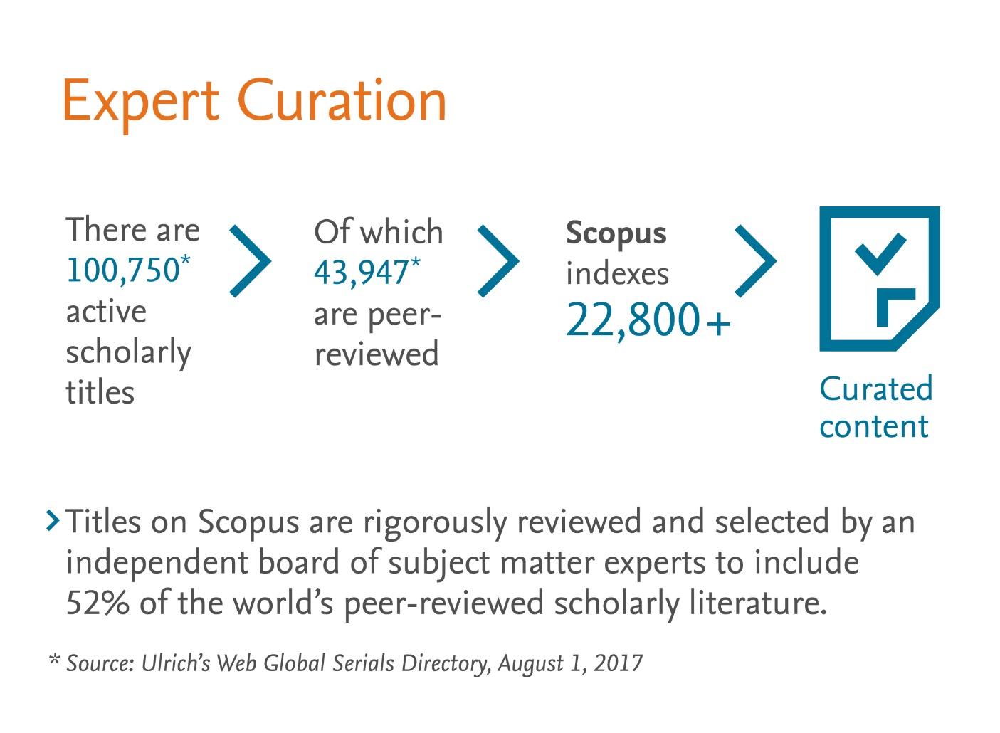 Expert Curation
There are
100,750*
active
scholarly
titles
Of which
43,947*
are peer-
reviewed
Scopus
indexes
22,800+
Curated
content
Titles on Scopus are rigorously reviewed and selected by an
independent board of subject matter experts to include
52% of the world’s peer-reviewed scholarly literature.
* Source: Ulrich’s Web Global Serials Directory, August 1, 2017